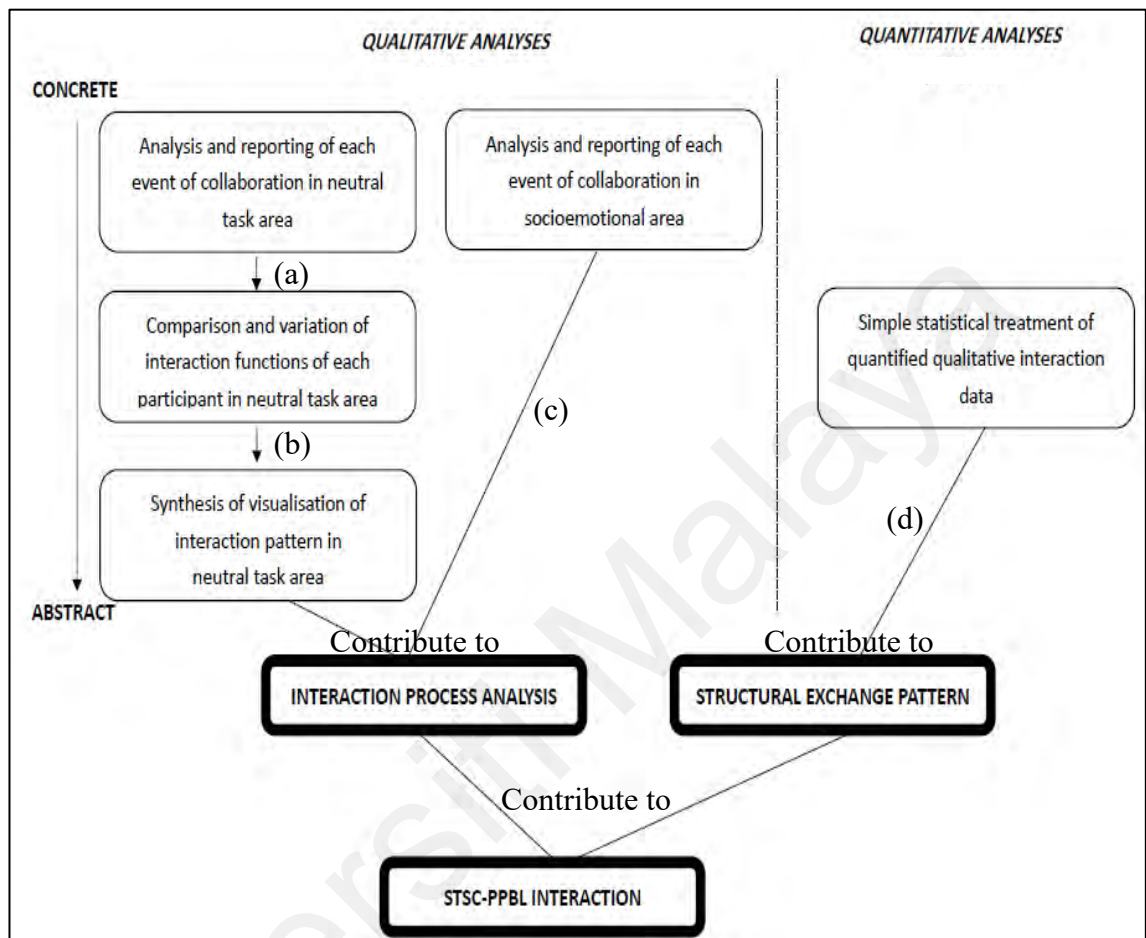 QUALITATIVE ANALYSES
QUANTITATIVE ANALYSES
CONCRETE
Analysis and reporting of each
event of collaboration in neutral
task area
Analysis and reporting of each
event of collaboration in
socioemotional area
(a)
Comparison and variation of
interaction functions of each
participant in neutral task area
Simple statistical treatment of
quantified qualitative interaction
data
(b)
(c)
Synthesis of visualisation of
interaction pattern in
neutral task area
(d)
ABSTRACT
Contribute to
Contribute to
INTERACTION PROCESS ANALYSIS
STRUCTURAL EXCHANGE PATTERN
Contribute to
STSC-PPBL INTERACTION
ersiti Malaya